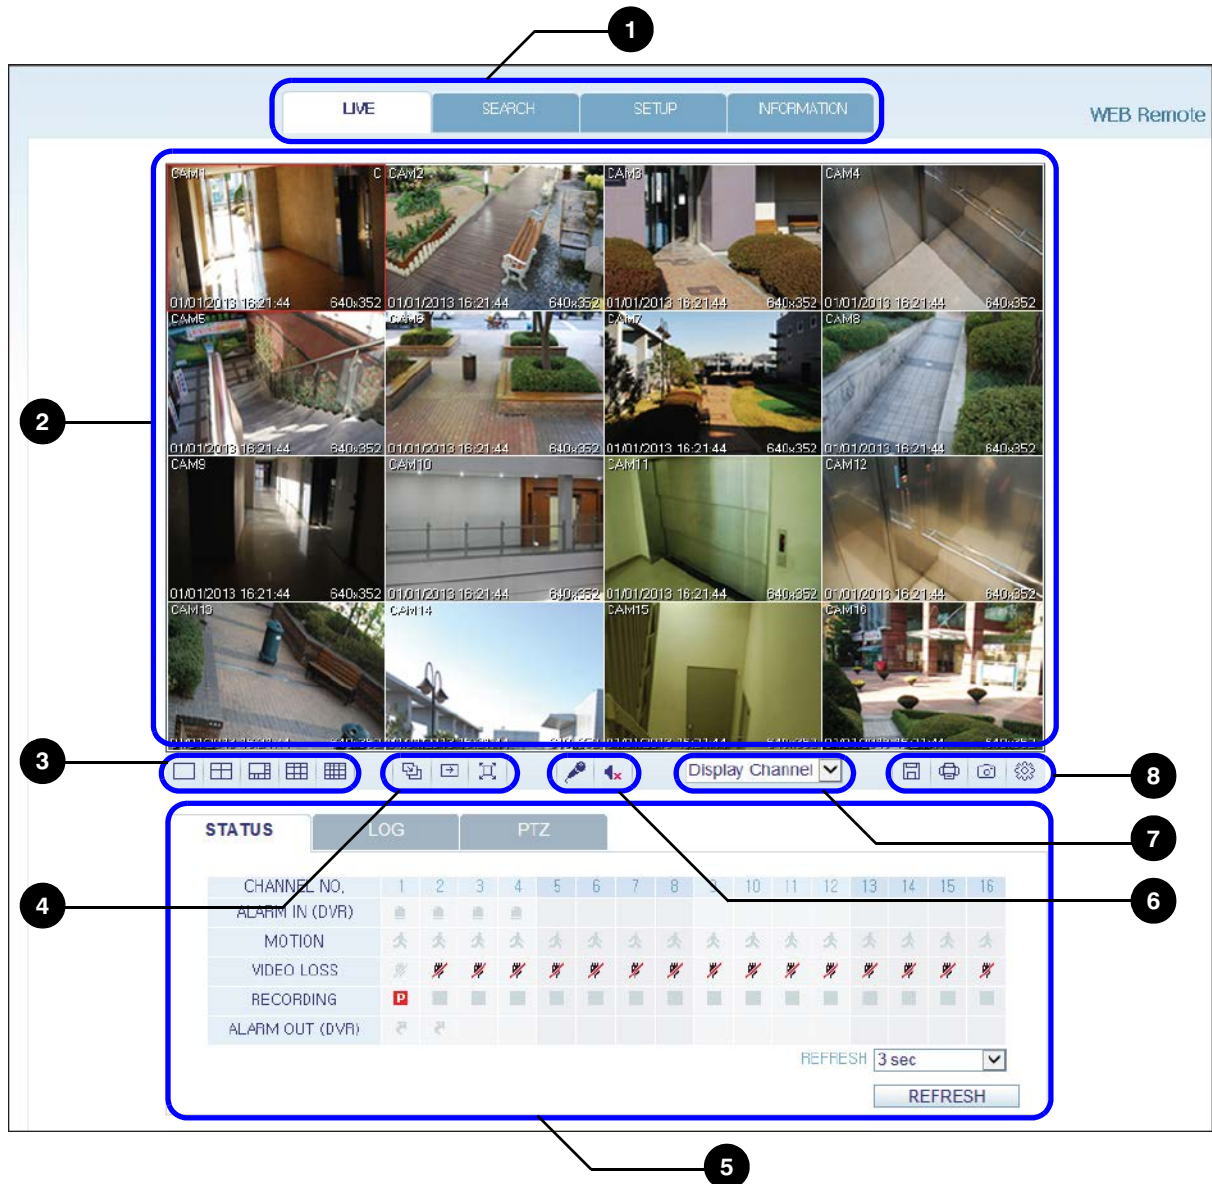 1
LIVE SEARCH SETUP INFORMATION
WEB Remote
CAM1 C CAM2 CAM3 CAM4
01/01/2013 16:21:44 640x352 01/01/2013 16:21:44 640x352 01/01/2013 16:21:44 640x352 01/01/2013 16:21:44 640x352
CAM5 CAM6 CAM7 CAM8
2
01/01/2013 16:21:44 640x352 01/01/2013 16:21:44 640x352 01/01/2013 16:21:44 640x352 01/01/2013 16:21:44 640x352
CAM9 CAM10 CAM11 CAM12
01/01/2013 16:21:44 640x352 01/01/2013 16:21:44 640x352 01/01/2013 16:21:44 640x352 01/01/2013 16:21:44 640x352
CAM13 CAM14 CAM15 CAM16
3
Display Channel
8
STATUS LOG PTZ
7
CHANNEL NO. 1 2 3 4 5 6 7 8 9 10 11 12 13 14 15 16
4
6
ALARM IN (DVR)
MOTION
VIDEO LOSS
RECORDING P
ALARM OUT (DVR)
REFRESH 3 sec
REFRESH
5